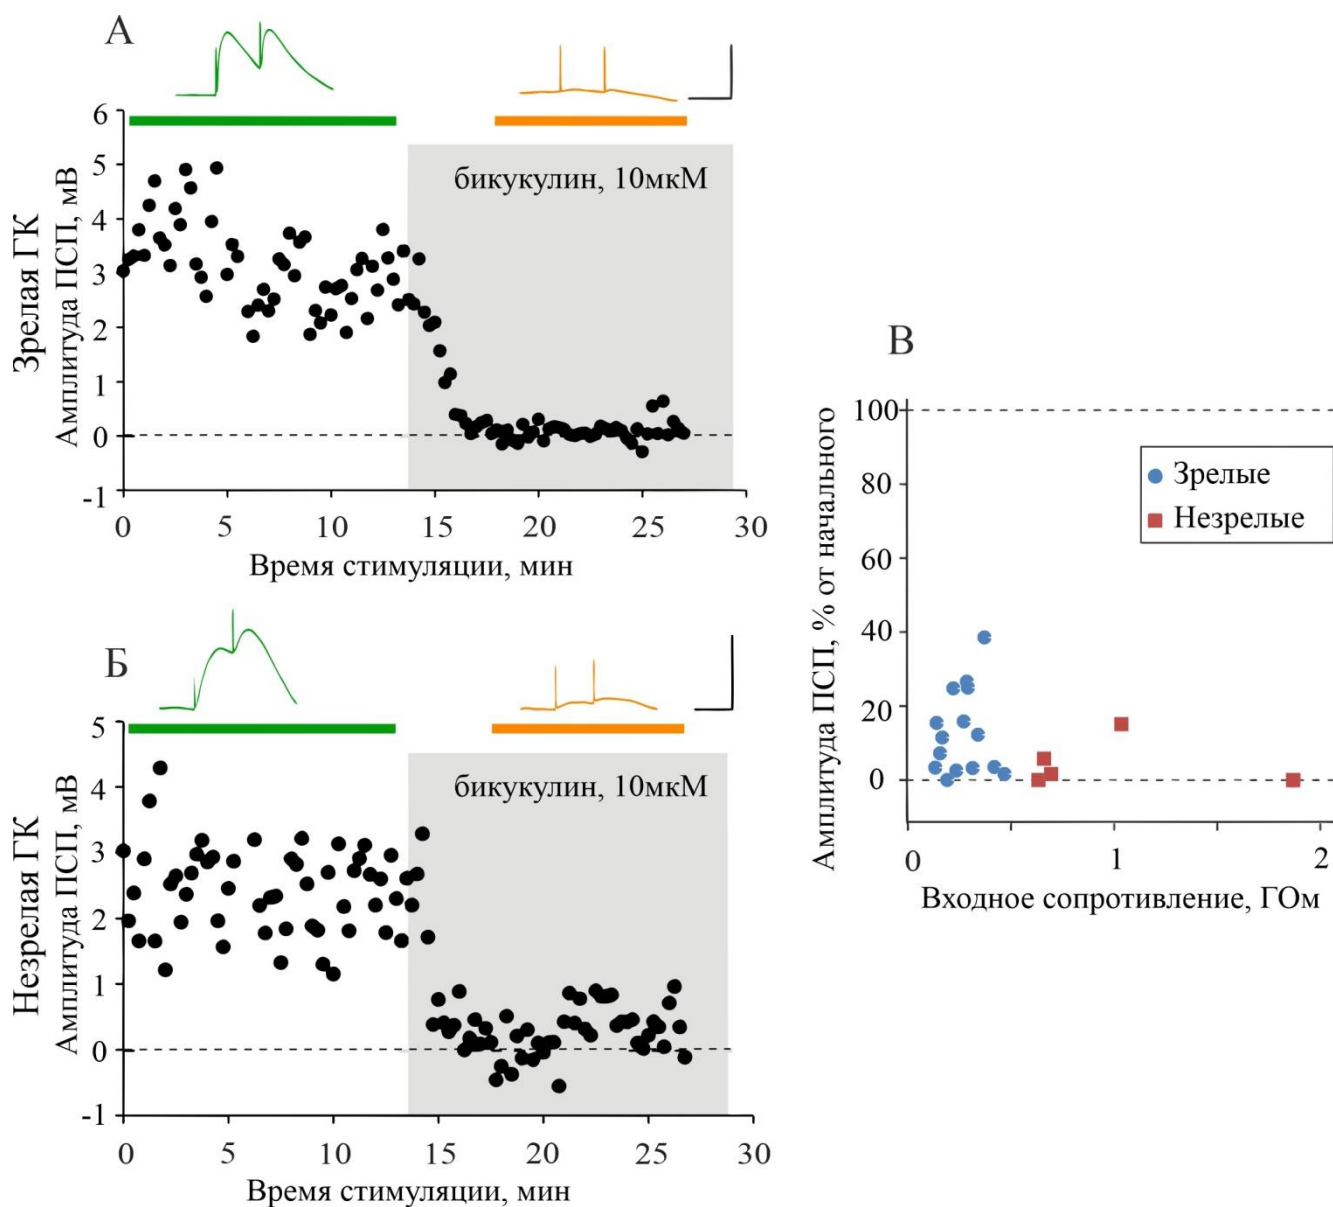 А
6
5
4
3
2
1
0
-1
Зрелая ГК
Амплитуда ПСП, мВ
бикукулин, 10мкМ
0 5 10 15 20 25 30
Время стимуляции, мин
Б
5
4
3
2
1
0
-1
Незрелая ГК
Амплитуда ПСП, мВ
бикукулин, 10мкМ
0 5 10 15 20 25 30
Время стимуляции, мин
В
100
80
60
40
20
0
Амплитуда ПСП, % от начального
Зрелые
Незрелые
0 1 2
Входное сопротивление, ГОм